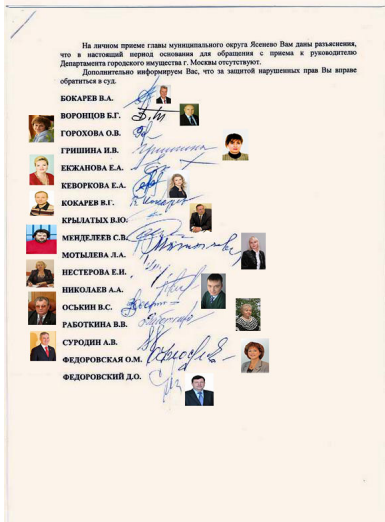 На личном приеме главы муниципального округа Ясенево Вам даны разъяснения,
что в настоящий период основания для обращения с приема к руководителю
Департамента городского имущества г. Москвы отсутствуют.
Дополнительно информируем Вас, что за защитой нарушенных прав Вы вправе
обратиться в суд.
БОКАРЕВ В.А.
ВОРОНЦОВ Б.Г.
ГОРОХОВА О.В.
ГРИШИНА И.В. Гришина
ЕКЖАНОВА Е.А.
КЕВОРКОВА Е.А.
КОКАРЕВ В.Г.
КРЫЛАТЫХ В.Ю.
МЕНДЕЛЕЕВ С.В.
МОТЫЛЕВА Л.А.
НЕСТЕРОВА Е.И.
НИКОЛАЕВ А.А.
ОСЬКИН В.С.
РАБОТКИНА В.В.
СУРОДИН А.В.
ФЕДОРОВСКАЯ О.М.
ФЕДОРОВСКИЙ Д.О.